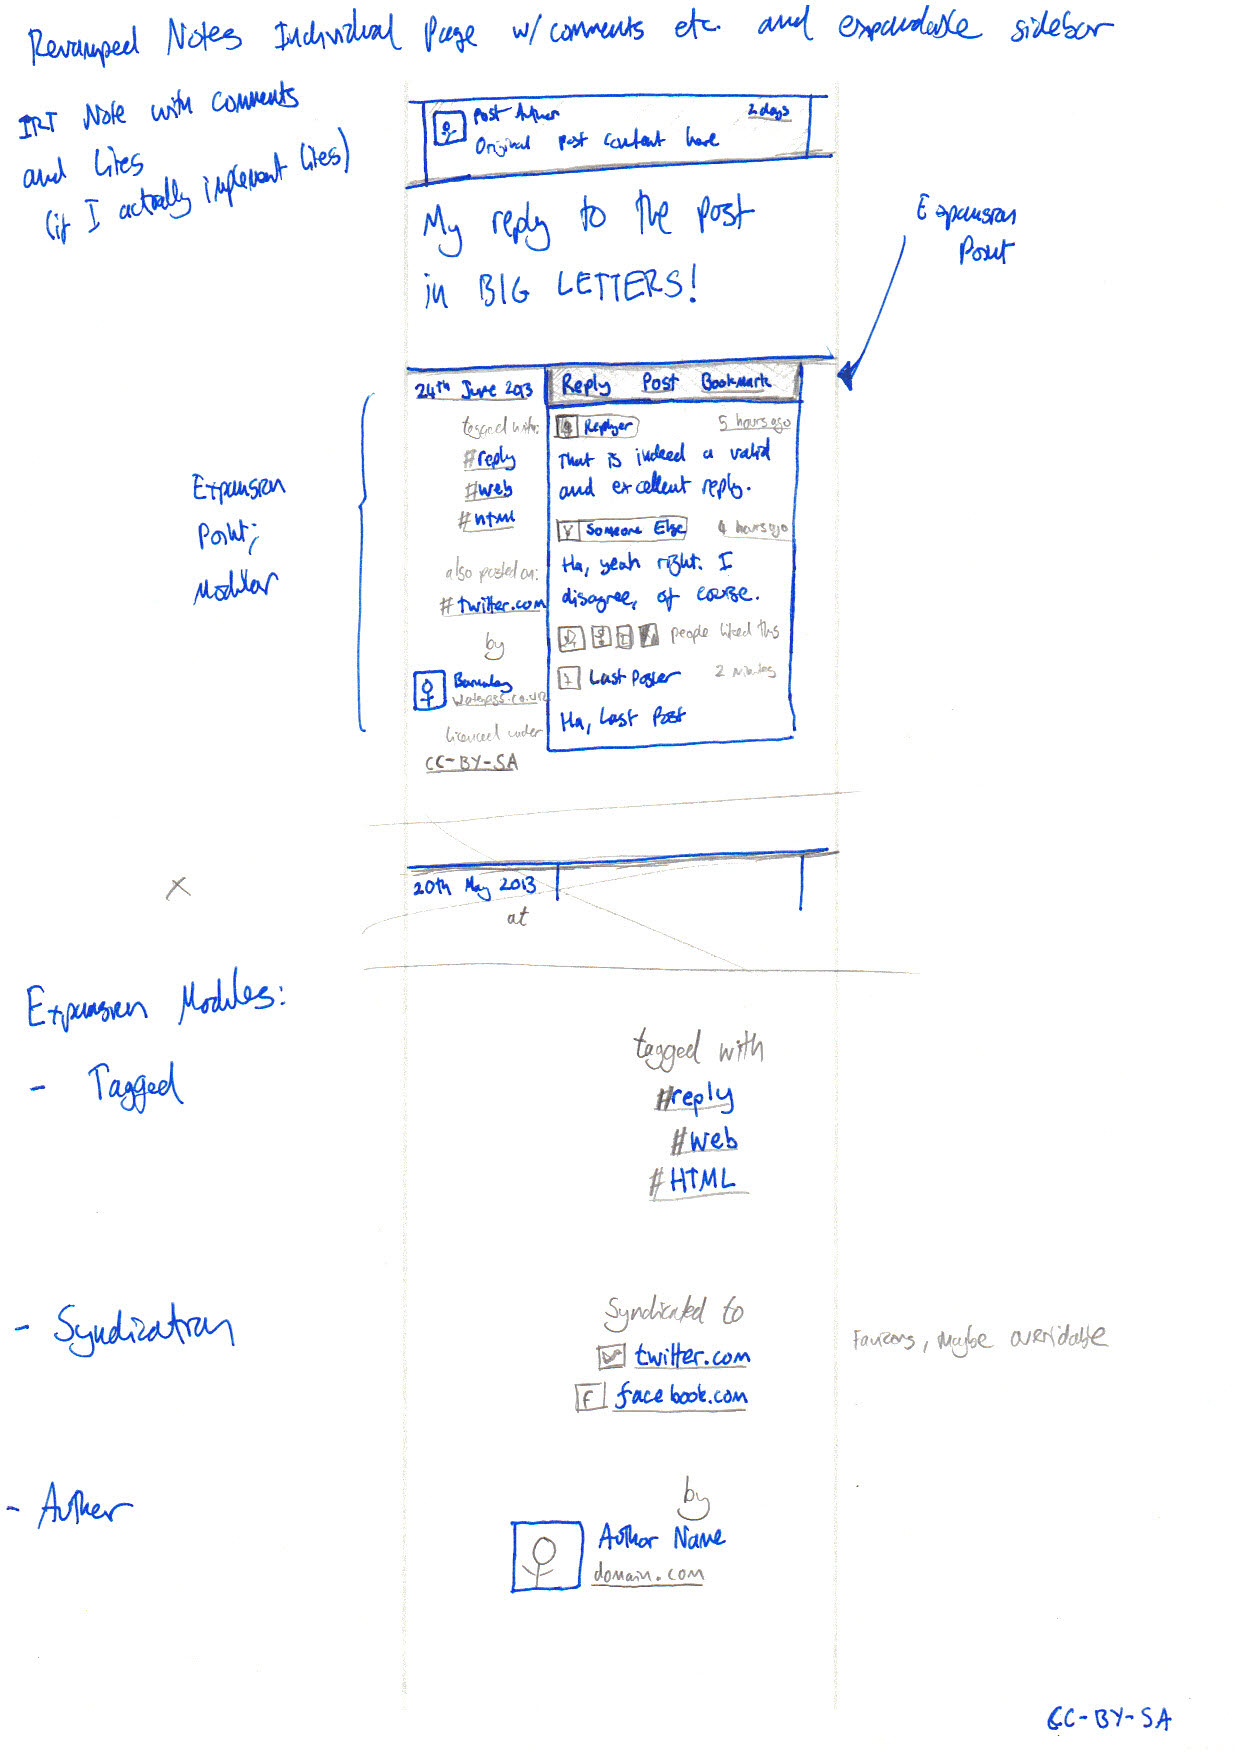 Revamped Notes Individual Page w/ comments etc. and expandable sidebar
IRT Note with comments
and Likes
(if I actually implement likes)
Post Author
2 days
Original post content here
My reply to the post
in BIG LETTERS!
Expansion
Point
24th June 2013
Reply Post Bookmark
tagged with:
#reply
#web
#html
also posted on:
#twitter.com
by
Barnaby
waterpigs.co.uk
Licenced under
CC-BY-SA
Replyer
5 hours ago
That is indeed a valid
and excellent reply.
Someone Else
4 hours ago
Ha, yeah right. I
disagree, of course.
people liked this
Last Poster
2
Ha, Last Post
Expansion
Point;
Modular
X
20th May 2013
at
Expansion Modules:
- Tagged
tagged with
#reply
#web
#HTML
- Syndication
Syndicated to
twitter.com
f facebook.com
Favicons, maybe overidable
- Author
by
Author Name
domain.com
CC-BY-SA